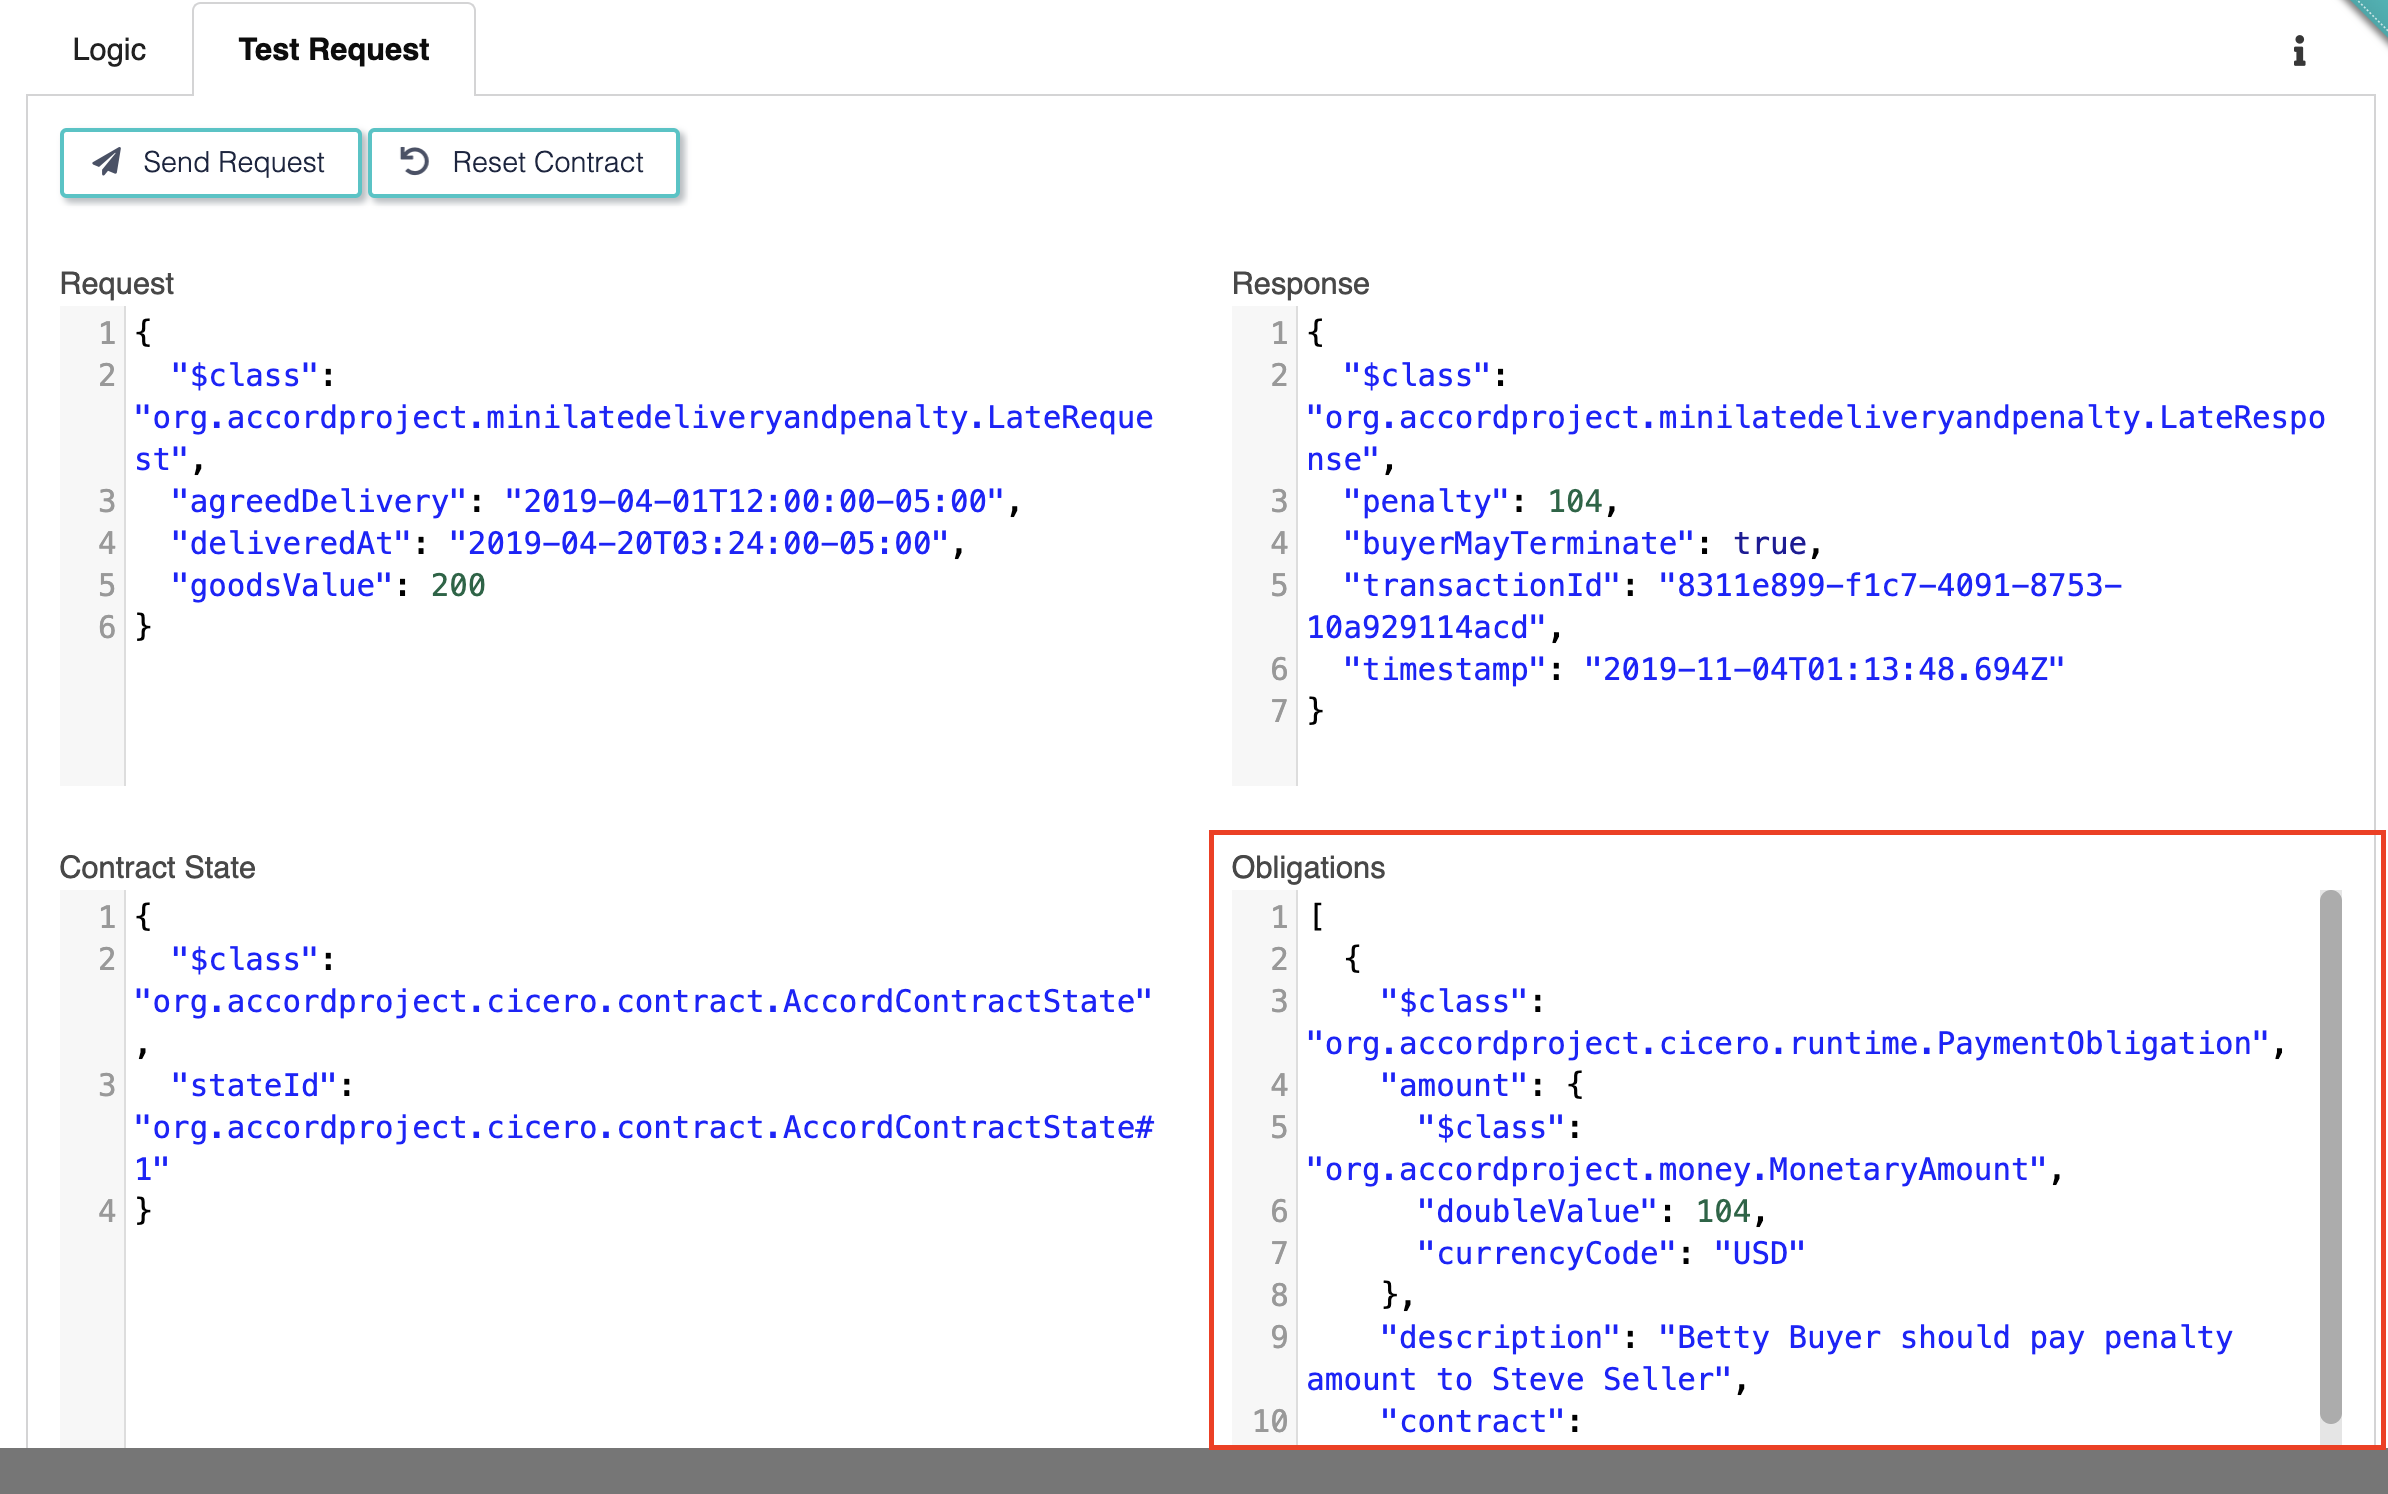 Logic
Test Request
Send Request
Reset Contract
Request
1 {
2   "$class":
"org.accordproject.minilatedeliveryandpenalty.LateReque
st",
3   "agreedDelivery": "2019-04-01T12:00:00-05:00",
4   "deliveredAt": "2019-04-20T03:24:00-05:00",
5   "goodsValue": 200
6 }
Response
1 {
2   "$class":
"org.accordproject.minilatedeliveryandpenalty.LateRespo
nse",
3   "penalty": 104,
4   "buyerMayTerminate": true,
5   "transactionId": "8311e899-f1c7-4091-8753-
10a929114acd",
6   "timestamp": "2019-11-04T01:13:48.694Z"
7 }
Contract State
1 {
2   "$class":
"org.accordproject.cicero.contract.AccordContractState"
,
3   "stateId":
"org.accordproject.cicero.contract.AccordContractState#
1"
4 }
Obligations
1 [
2   {
3     "$class":
"org.accordproject.cicero.runtime.PaymentObligation",
4     "amount": {
5       "$class":
"org.accordproject.money.MonetaryAmount",
6       "doubleValue": 104,
7       "currencyCode": "USD"
8     },
9     "description": "Betty Buyer should pay penalty
amount to Steve Seller",
10     "contract":